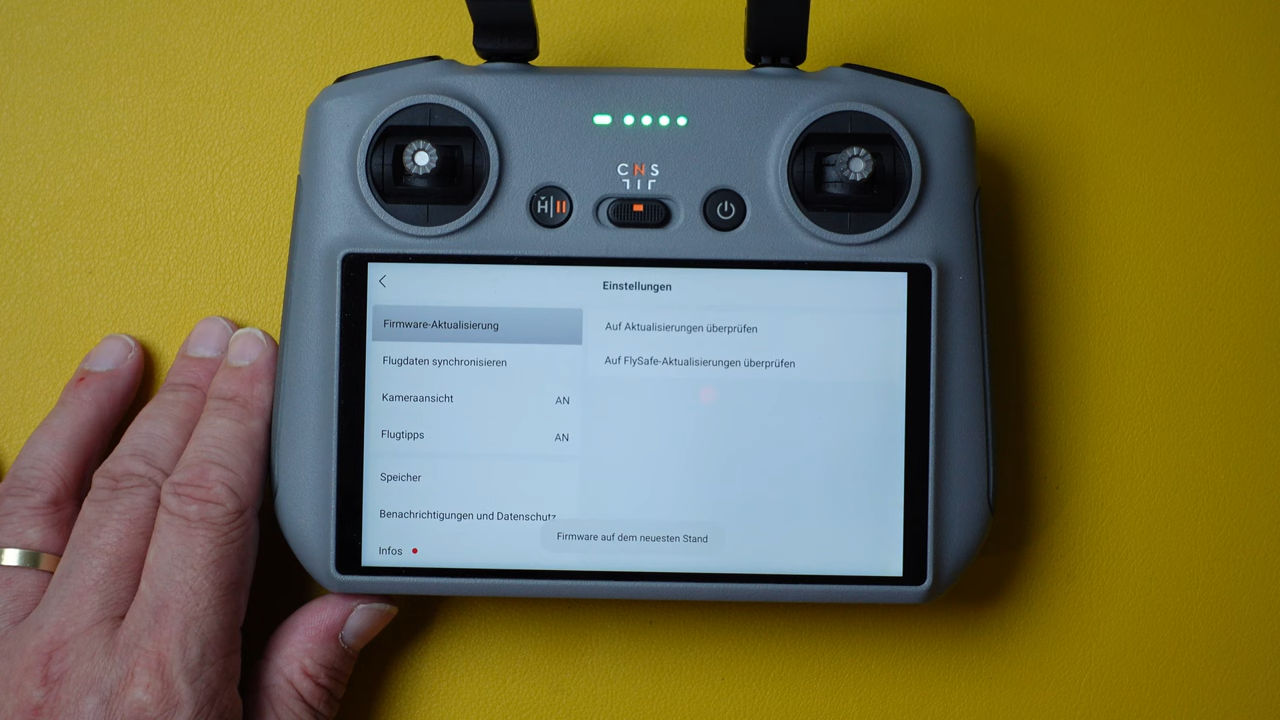 C N S
H
Einstellungen
Firmware-Aktualisierung
Auf Aktualisierungen überprüfen
Flugdaten synchronisieren
Auf FlySafe-Aktualisierungen überprüfen
Kameraansicht AN
Flugtipps AN
Speicher
Benachrichtigungen und Datenschutz
Firmware auf dem neuesten Stand
Infos